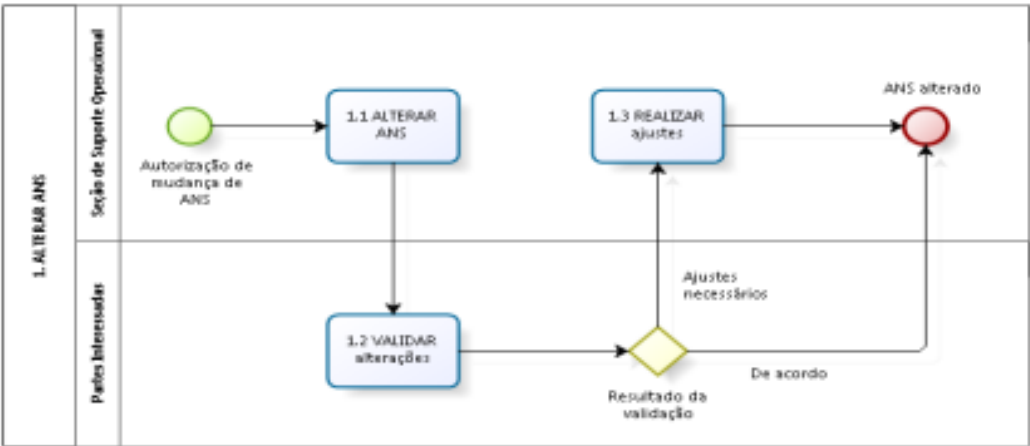 1. ALTERAR ANS
Seção de Suporte Operacional
Autorização de
mudança de
ANS
1.1 ALTERAR
ANS
1.3 REALIZAR
ajustes
ANS alterado
Partes Interessadas
1.2 VALIDAR
alterações
Ajustes
necessários
Resultado da
validação
De acordo